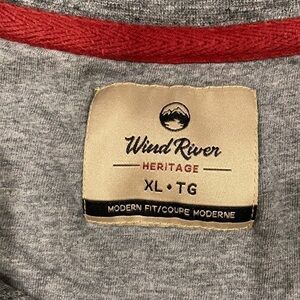 Wind River
HERITAGE
XL • TG
MODERN FIT/COUPE MODERNE